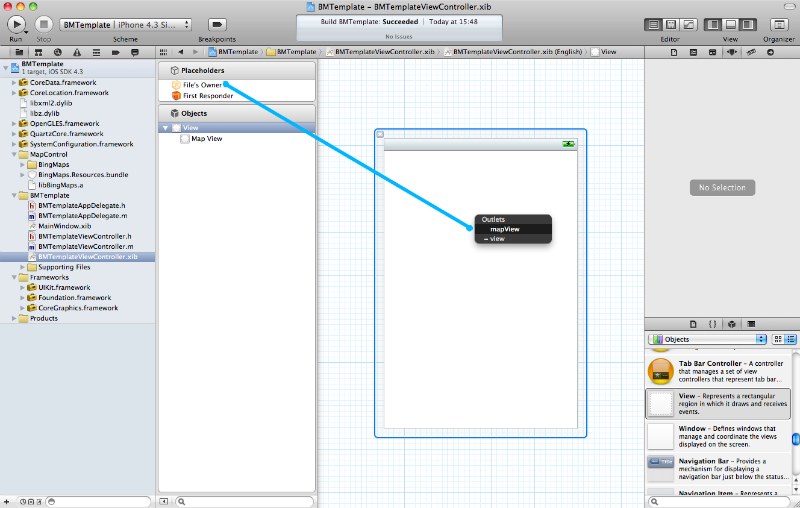 BMTemplate – BMTemplateViewController.xib
Run
Stop
BMTemplate
iPhone 4.3 Si...
Scheme
Breakpoints
Build BMTemplate: Succeeded | Today at 15:48
No Issues
Editor
View
Organizer
BMTemplate
BMTemplate
BMTemplateViewController.xib
BMTemplateViewController.xib (English)
View
BMTemplate
1 target, iOS SDK 4.3
CoreData.framework
CoreLocation.framework
libxml2.dylib
libz.dylib
OpenGLES.framework
QuartzCore.framework
SystemConfiguration.framework
MapControl
BingMaps
BingMaps.Resources.bundle
libBingMaps.a
BMTemplate
BMTemplateAppDelegate.h
BMTemplateAppDelegate.m
MainWindow.xib
BMTemplateViewController.h
BMTemplateViewController.m
BMTemplateViewController.xib
Supporting Files
Frameworks
UIKit.framework
Foundation.framework
CoreGraphics.framework
Products
Placeholders
File's Owner
First Responder
Objects
View
Map View
Outlets
mapView
– view
No Selection
Objects
Tab Bar Controller – A controller
that manages a set of view
controllers that represent tab bar...
View – Represents a rectangular
region in which it draws and receives
events.
Window – Defines windows that
manage and coordinate the views
displayed on the screen.
Title
Navigation Bar – Provides a
mechanism for displaying a
navigation bar just below the status...
Navigation Item – Represents a